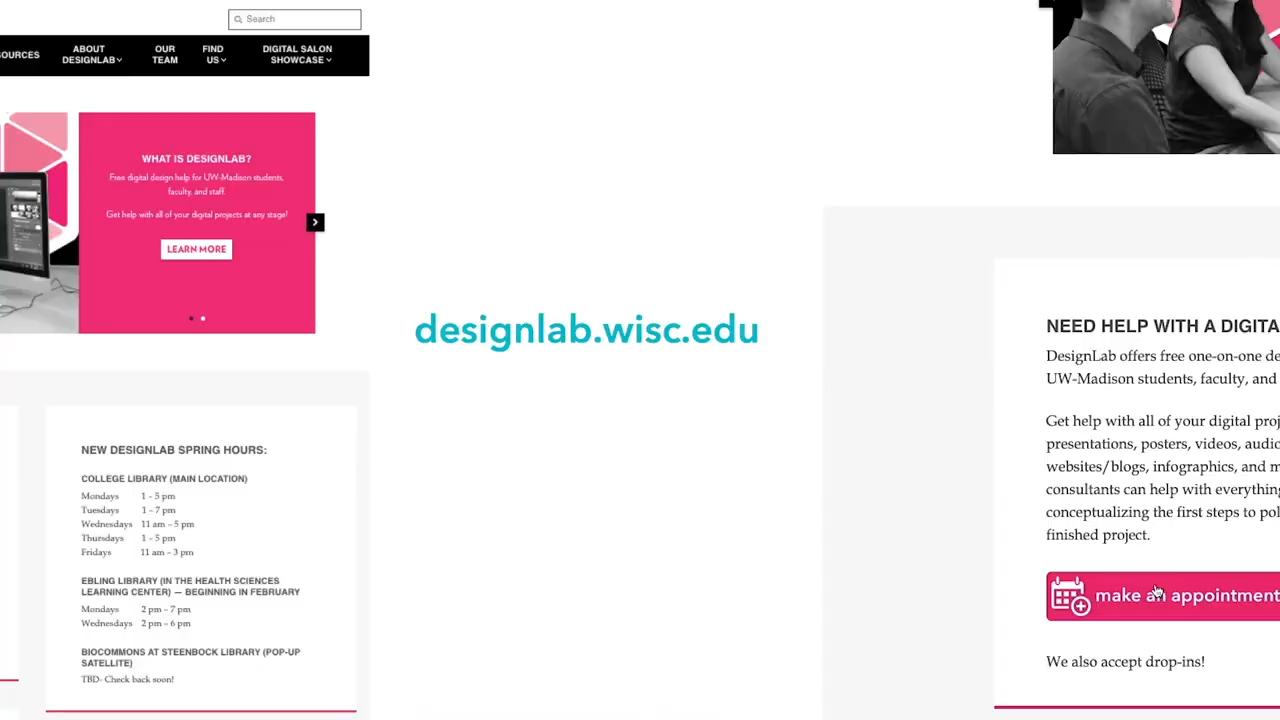 Search
ABOUT
DESIGNLAB
OUR
TEAM
FIND
US
DIGITAL SALON
SHOWCASE
WHAT IS DESIGNLAB?
Free digital design help for UW-Madison students,
faculty, and staff.
Get help with all of your digital projects at any stage!
LEARN MORE
NEW DESIGNLAB SPRING HOURS:
COLLEGE LIBRARY (MAIN LOCATION)
Mondays 1 - 5 pm
Tuesdays 1 - 7 pm
Wednesdays 11 am – 5 pm
Thursdays 1 - 5 pm
Fridays 11 am – 3 pm
EBLING LIBRARY (IN THE HEALTH SCIENCES
LEARNING CENTER) — BEGINNING IN FEBRUARY
Mondays 2 pm – 7 pm
Wednesdays 2 pm – 6 pm
BIOCOMMONS AT STEENBOCK LIBRARY (POP-UP
SATELLITE)
TBD- Check back soon!
designlab.wisc.edu
NEED HELP WITH A
DesignLab offers free one-on-one
UW-Madison students, faculty, and
Get help with all of your digital
presentations, posters, videos,
websites/blogs, infographics, and
consultants can help with everything
conceptualizing the first steps to
finished project.
make an appointment
We also accept drop-ins!